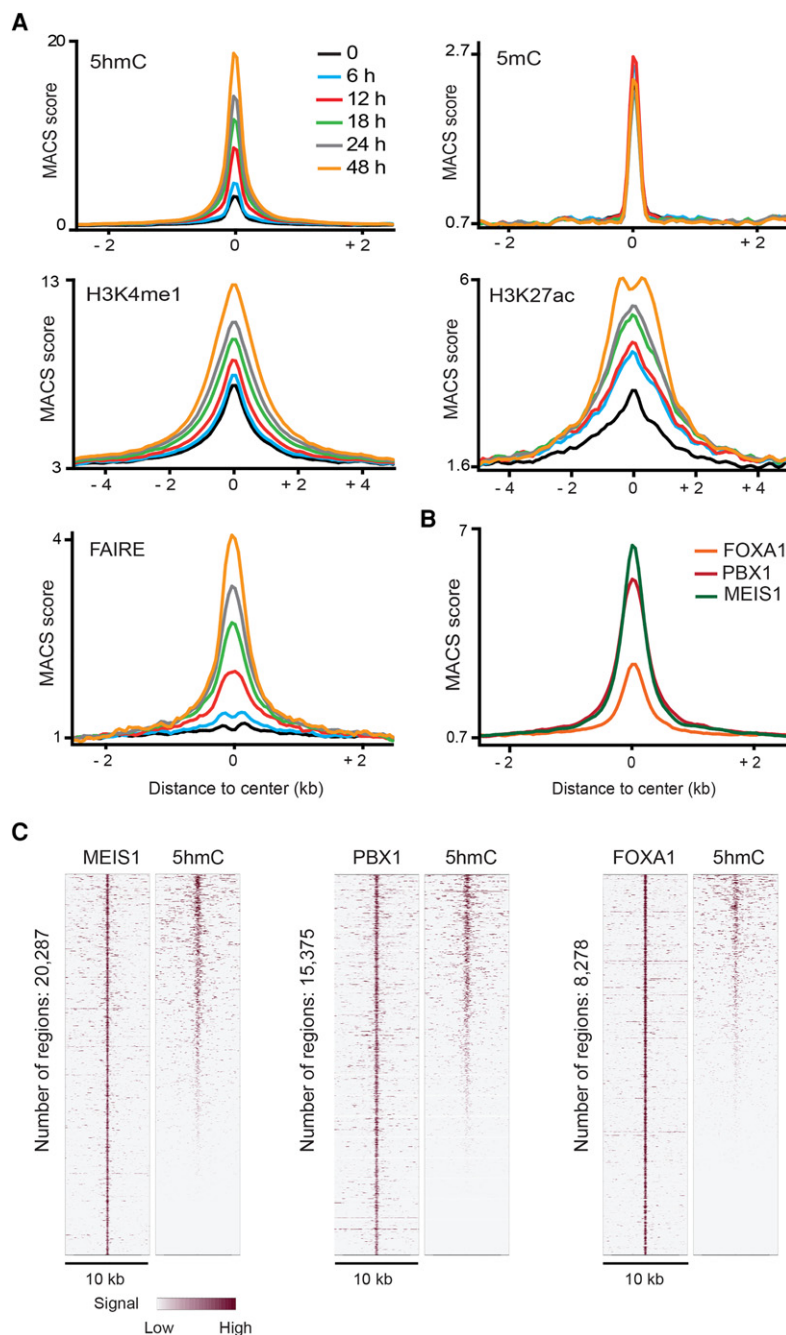 A
5hmC
20
0
MACS score
- 2
0
+ 2
0
6 h
12 h
18 h
24 h
48 h
5mC
2.7
0.7
MACS score
- 2
0
+ 2
H3K4me1
13
3
MACS score
- 4
- 2
0
+ 2
+ 4
H3K27ac
6
1.6
MACS score
- 4
- 2
0
+ 2
+ 4
FAIRE
4
1
MACS score
- 2
0
+ 2
Distance to center (kb)
B
7
0.7
MACS score
FOXA1
PBX1
MEIS1
- 2
0
+ 2
Distance to center (kb)
C
MEIS1
5hmC
Number of regions: 20,287
10 kb
PBX1
5hmC
Number of regions: 15,375
10 kb
FOXA1
5hmC
Number of regions: 8,278
10 kb
Signal
Low
High